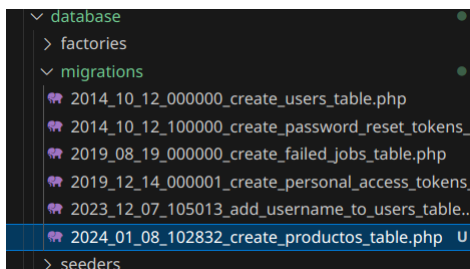 database
factories
migrations
2014_10_12_000000_create_users_table.php
2014_10_12_100000_create_password_reset_tokens_
2019_08_19_000000_create_failed_jobs_table.php
2019_12_14_000001_create_personal_access_tokens_
2023_12_07_105013_add_username_to_users_table...
2024_01_08_102832_create_productos_table.php U
seeders